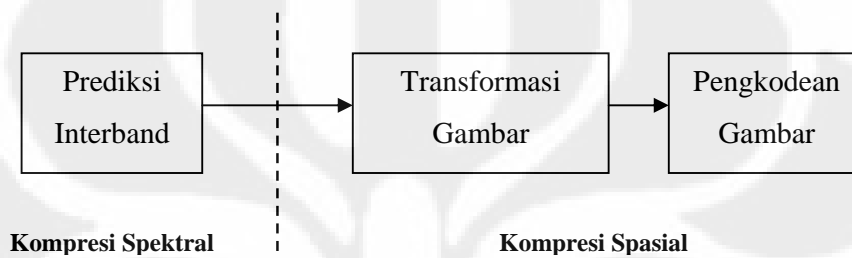 Prediksi
Interband
Transformasi
Gambar
Pengkodean
Gambar
Kompresi Spektral
Kompresi Spasial